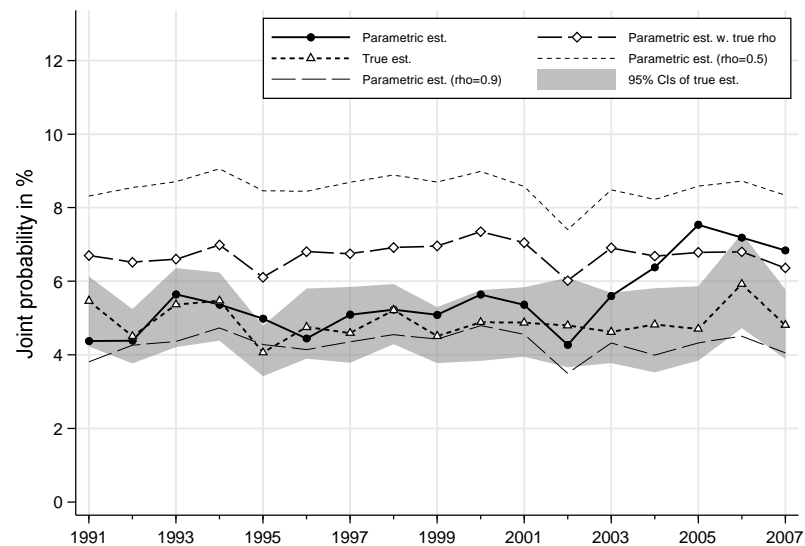 Parametric est.
Parametric est. w. true rho
True est.
Parametric est. (rho=0.5)
Parametric est. (rho=0.9)
95% CIs of true est.
Joint probability in %
12
10
8
6
4
2
0
1991 1993 1995 1997 1999 2001 2003 2005 2007